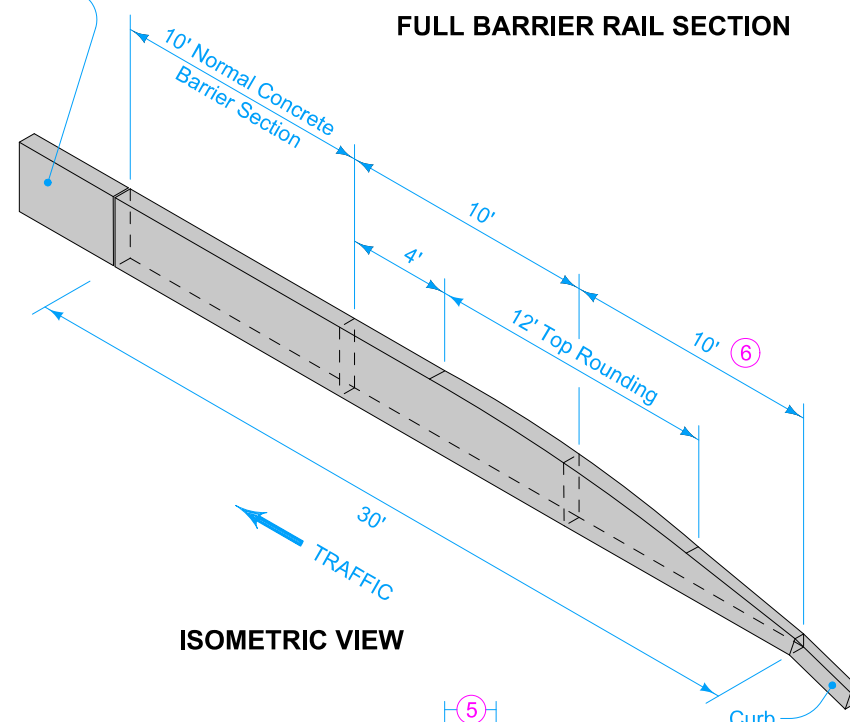 FULL BARRIER RAIL SECTION
10' Normal Concrete
Barrier Section
10'
4'
12' Top Rounding
10' 6
30'
TRAFFIC
ISOMETRIC VIEW
5
Curb